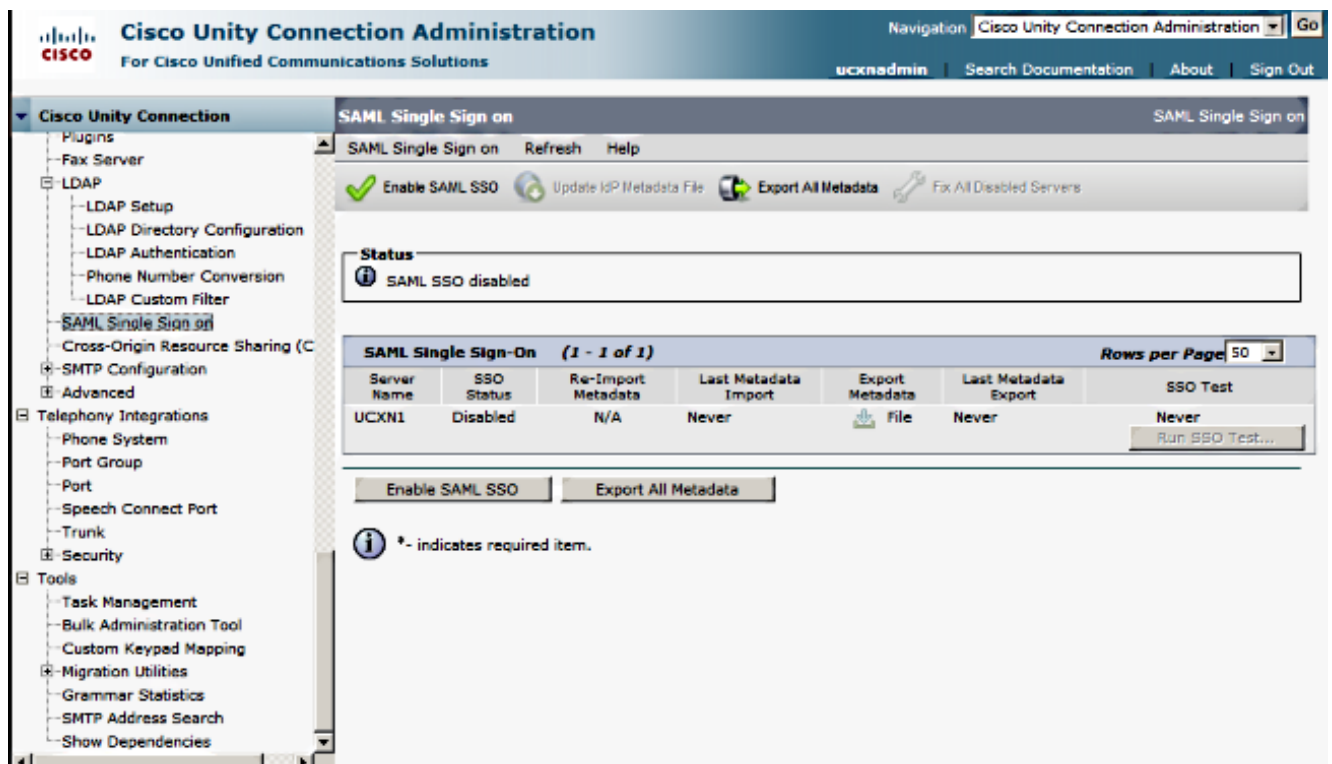 Cisco Unity Connection Administration
For Cisco Unified Communications Solutions
CISCO
Navigation Cisco Unity Connection Administration Go
ucxnadmin | Search Documentation | About | Sign Out
Cisco Unity Connection
Plugins
Fax Server
LDAP
LDAP Setup
LDAP Directory Configuration
LDAP Authentication
Phone Number Conversion
LDAP Custom Filter
SAML Single Sign on
Cross-Origin Resource Sharing (C
SMTP Configuration
Advanced
Telephony Integrations
Phone System
Port Group
Port
Speech Connect Port
Trunk
Security
Tools
Task Management
Bulk Administration Tool
Custom Keypad Mapping
Migration Utilities
Grammar Statistics
SMTP Address Search
Show Dependencies
SAML Single Sign on SAML Single Sign on
SAML Single Sign on Refresh Help
Enable SAML SSO Update IdP Metadata File Export All Metadata Fix All Disabled Servers
Status
SAML SSO disabled
SAML Single Sign-On (1 - 1 of 1) Rows per Page 50
Server Name SSO Status Re-Import Metadata Last Metadata Import Export Metadata Last Metadata Export SSO Test
UCXN1 Disabled N/A Never File Never Never
Run SSO Test...
Enable SAML SSO Export All Metadata
*- indicates required item.